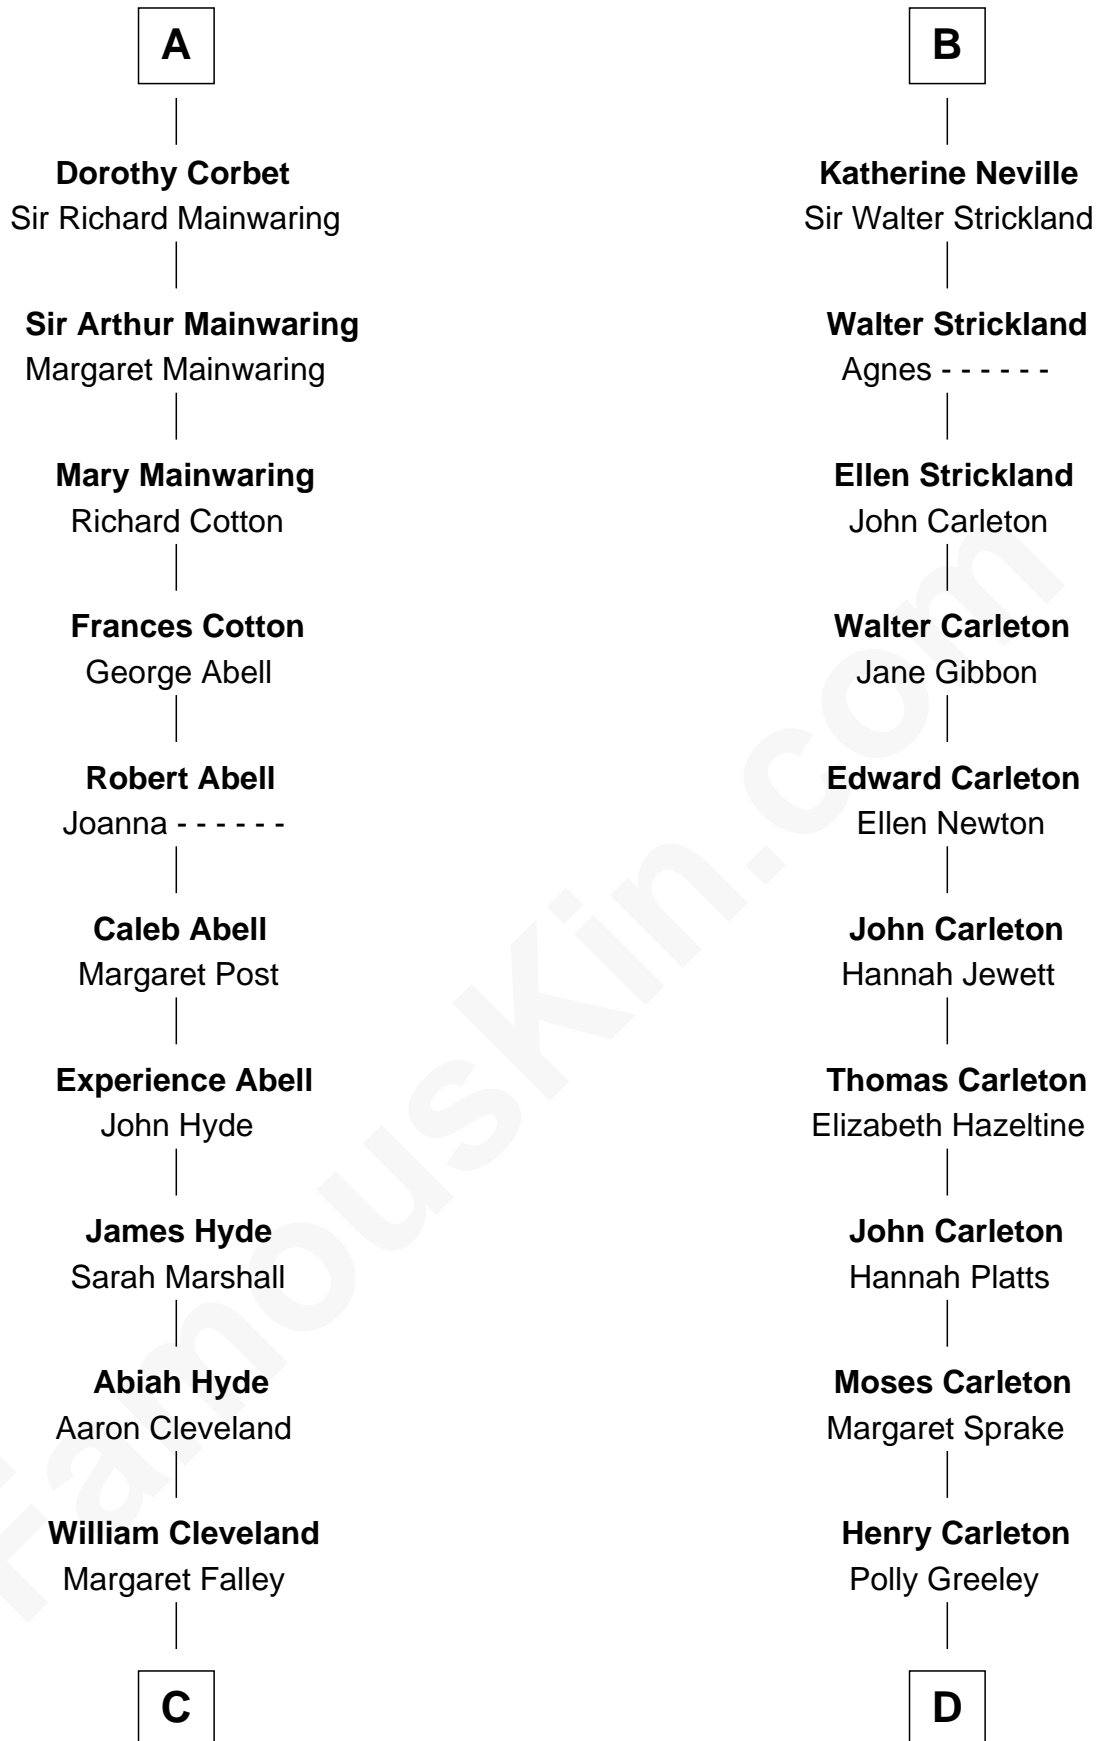 A
Dorothy Corbet
Sir Richard Mainwaring
Sir Arthur Mainwaring
Margaret Mainwaring
Mary Mainwaring
Richard Cotton
Frances Cotton
George Abell
Robert Abell
Joanna - - - - - -
Caleb Abell
Margaret Post
Experience Abell
John Hyde
James Hyde
Sarah Marshall
Abiah Hyde
Aaron Cleveland
William Cleveland
Margaret Falley
C
B
Katherine Neville
Sir Walter Strickland
Walter Strickland
Agnes - - - - - -
Ellen Strickland
John Carleton
Walter Carleton
Jane Gibbon
Edward Carleton
Ellen Newton
John Carleton
Hannah Jewett
Thomas Carleton
Elizabeth Hazeltine
John Carleton
Hannah Platts
Moses Carleton
Margaret Sprake
Henry Carleton
Polly Greeley
D
FamousKin.com